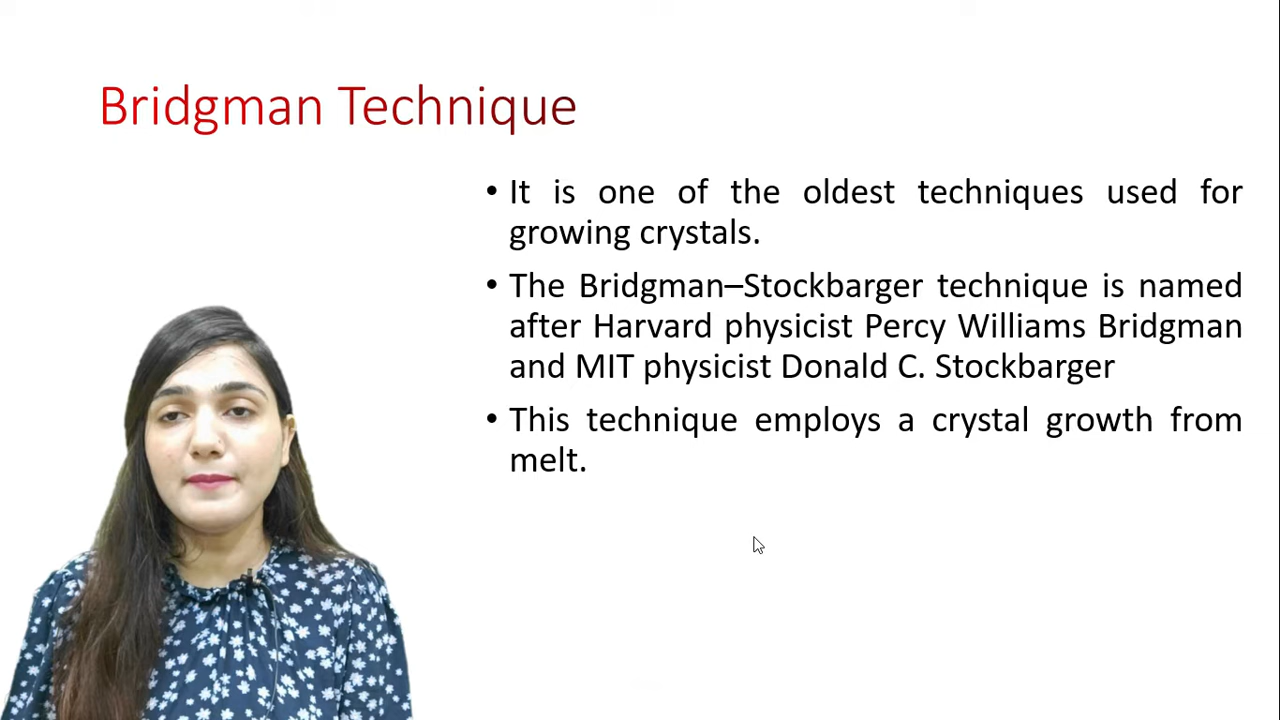 Bridgman Technique
• It is one of the oldest techniques used for
growing crystals.
• The Bridgman–Stockbarger technique is named
after Harvard physicist Percy Williams Bridgman
and MIT physicist Donald C. Stockbarger
• This technique employs a crystal growth from
melt.